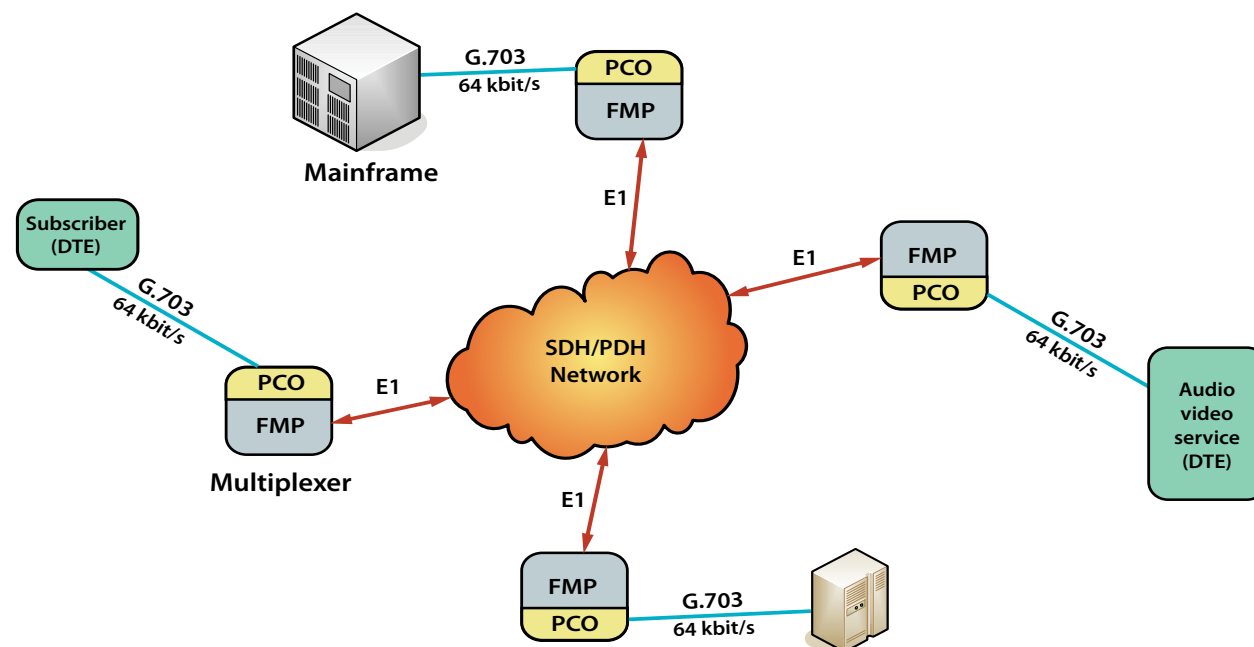 G.703
64 kbit/s
PCO
FMP
Mainframe
E1
Subscriber
(DTE)
G.703
64 kbit/s
E1
FMP
PCO
G.703
64 kbit/s
SDH/PDH
Network
PCO
FMP
E1
Multiplexer
Audio
video
service
(DTE)
E1
FMP
PCO
G.703
64 kbit/s